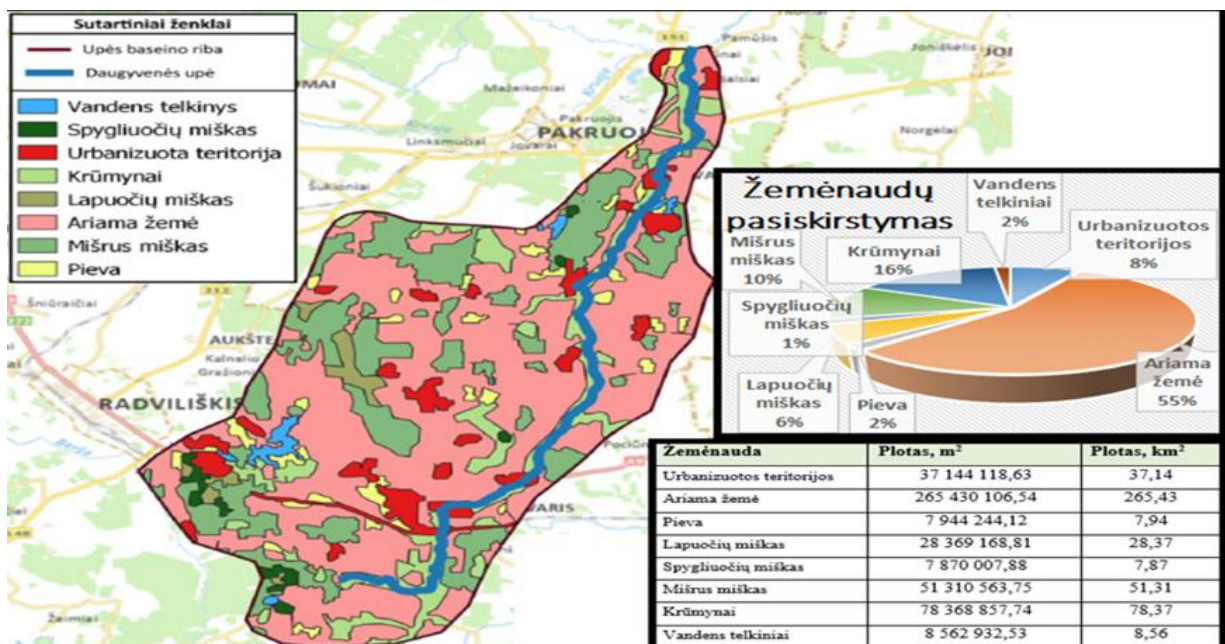 Sutartiniai ženklai
Upės baseino riba
Daugyvenės upė
Vandens telkinys
Spygliuočių miškas
Urbanizuota teritorija
Krūmynai
Lapuočių miškas
Ariama žemė
Mišrus miškas
Pieva
Pamūšis
Joniškėlis
Mažeikoniai
Pakruojis
PAKRUOJ
Linksmučiai
Jovarai
Norgėlai
Šukioniai
Šniūraičiai
AUKŠTE
Kalnelio
Gražioni
RADVILIŠKIS
VARIS
Žeimiai
Žemėnaudų
pasiskirstymas
Vandens
telkiniai
2%
Urbanizuotos
teritorijos
8%
Mišrus
miškas
10%
Krūmynai
16%
Spygliuočių
miškas
1%
Lapuočių
miškas
6%
Pieva
2%
Ariama
žemė
55%
Žemėnauda Plotas, m² Plotas, km²
Urbanizuotos teritorijos 37 144 118,63 37,14
Ariama žemė 265 430 106,54 265,43
Pieva 7 944 244,12 7,94
Lapuočių miškas 28 369 168,81 28,37
Spygliuočių miškas 7 870 007,88 7,87
Mišrus miškas 51 310 563,75 51,31
Krūmynai 78 368 857,74 78,37
Vandens telkiniai 8 562 932,53 8,56